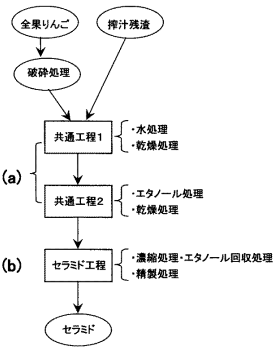 全果りんご
搾汁残渣
破砕処理
共通工程1
・水処理
・乾燥処理
(a)
共通工程2
・エタノール処理
・乾燥処理
(b)
セラミド工程
・濃縮処理・エタノール回収処理
・精製処理
セラミド